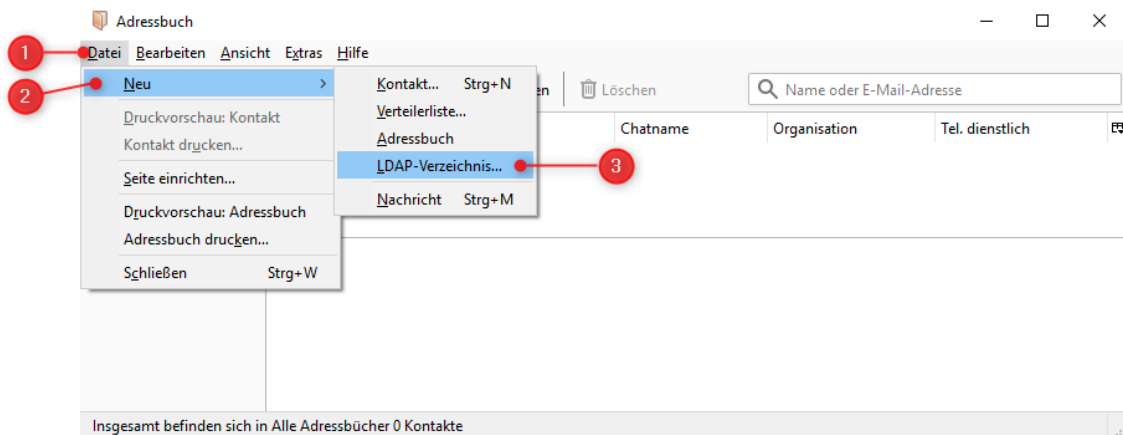 Adressbuch
1
Datei Bearbeiten Ansicht Extras Hilfe
2
Neu
Kontakt... Strg+N
en
Löschen
Name oder E-Mail-Adresse
Druckvorschau: Kontakt
Verteilerliste...
Chatname Organisation Tel. dienstlich
Kontakt drucken...
Adressbuch
Seite einrichten...
LDAP-Verzeichnis...
3
Druckvorschau: Adressbuch
Nachricht Strg+M
Adressbuch drucken...
Schließen Strg+W
Insgesamt befinden sich in Alle Adressbücher 0 Kontakte